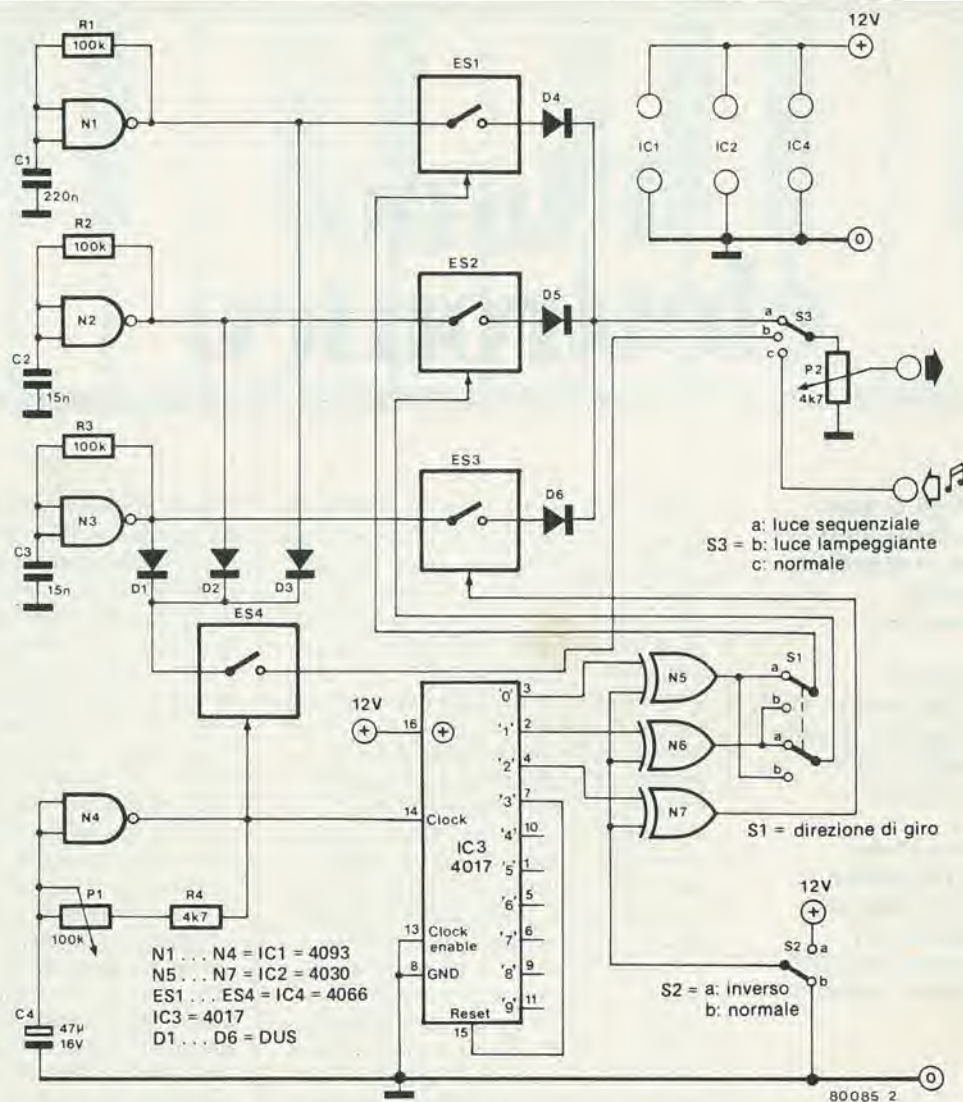 12V
R1
100k
ES1
D4
N1
IC1
IC2
IC4
C1
220n
0
R2
100k
ES2
D5
a
S3
b
c
N2
P2
4k7
C2
15n
R3
100k
ES3
D6
N3
a: luce sequenziale
S3 = b: luce lampeggiante
c: normale
C3
15n
D1
D2
D3
ES4
12V
16
'0'
3
N5
a
S1
b
'1'
2
N6
a
'2'
4
b
'3'
7
N7
N4
14
Clock
'4'
10
S1 = direzione di giro
IC3
4017
'5'
1
'6'
5
12V
P1
R4
4k7
100k
13
Clock
enable
'7'
6
S2
a
8
GND
'8'
9
b
'9'
11
S2 = a: inverso
b: normale
Reset
15
N1 . . . N4 = IC1 = 4093
N5 . . . N7 = IC2 = 4030
ES1 . . . ES4 = IC4 = 4066
IC3 = 4017
D1 . . . D6 = DUS
C4
47µ
16V
0
80085 2